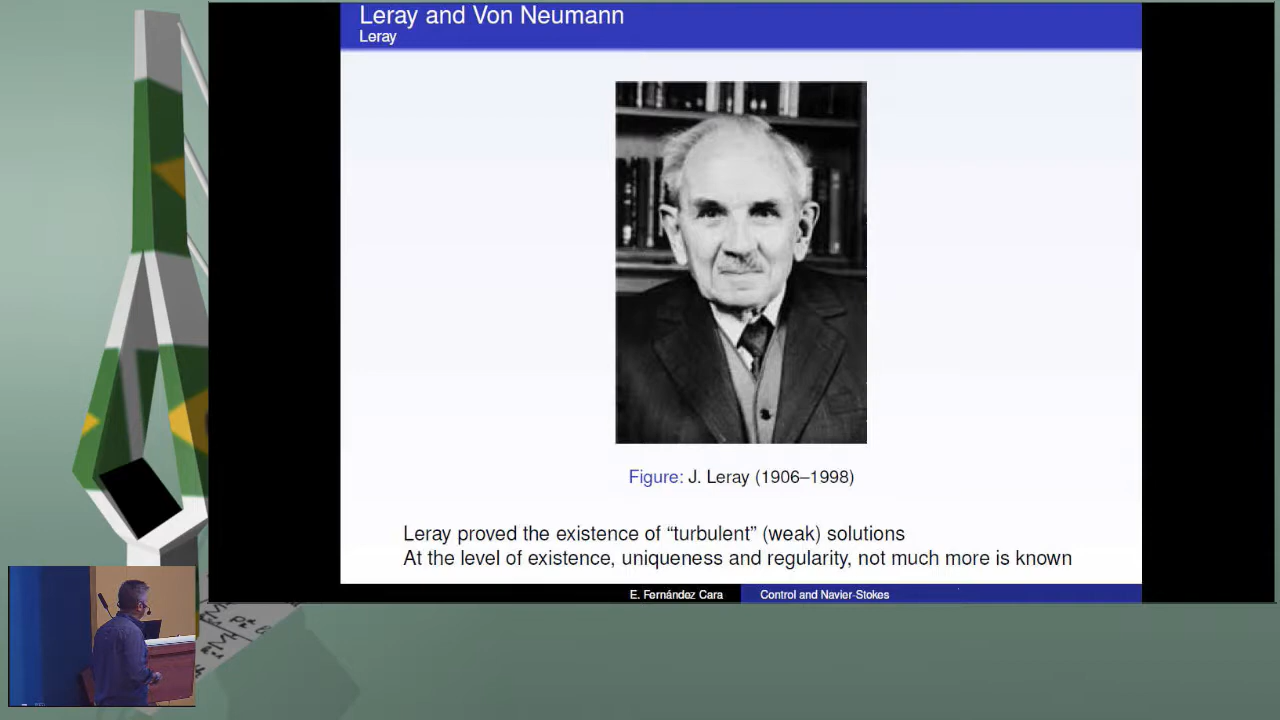 Leray and Von Neumann
Leray
Figure: J. Leray (1906–1998)
Leray proved the existence of “turbulent” (weak) solutions
At the level of existence, uniqueness and regularity, not much more is known
E. Fernández Cara
Control and Navier-Stokes